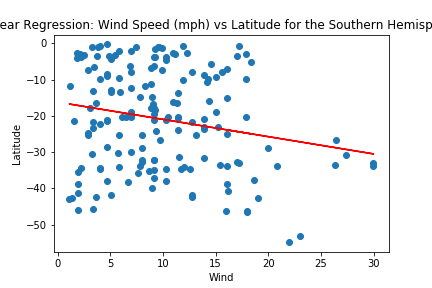 ear Regression: Wind Speed (mph) vs Latitude for the Southern Hemisp
0
−10
−20
−30
−40
−50
Latitude
0 5 10 15 20 25 30
Wind